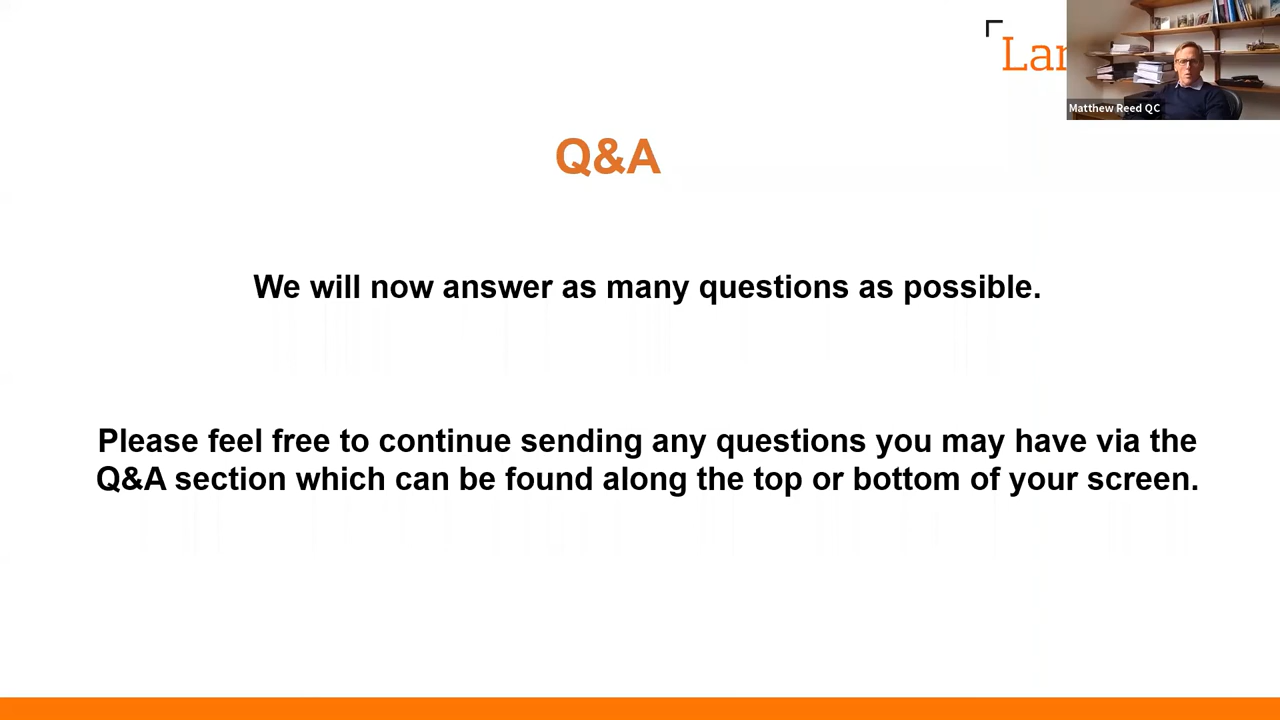 Lan
Matthew Reed QC
Q&A
We will now answer as many questions as possible.
Please feel free to continue sending any questions you may have via the
Q&A section which can be found along the top or bottom of your screen.